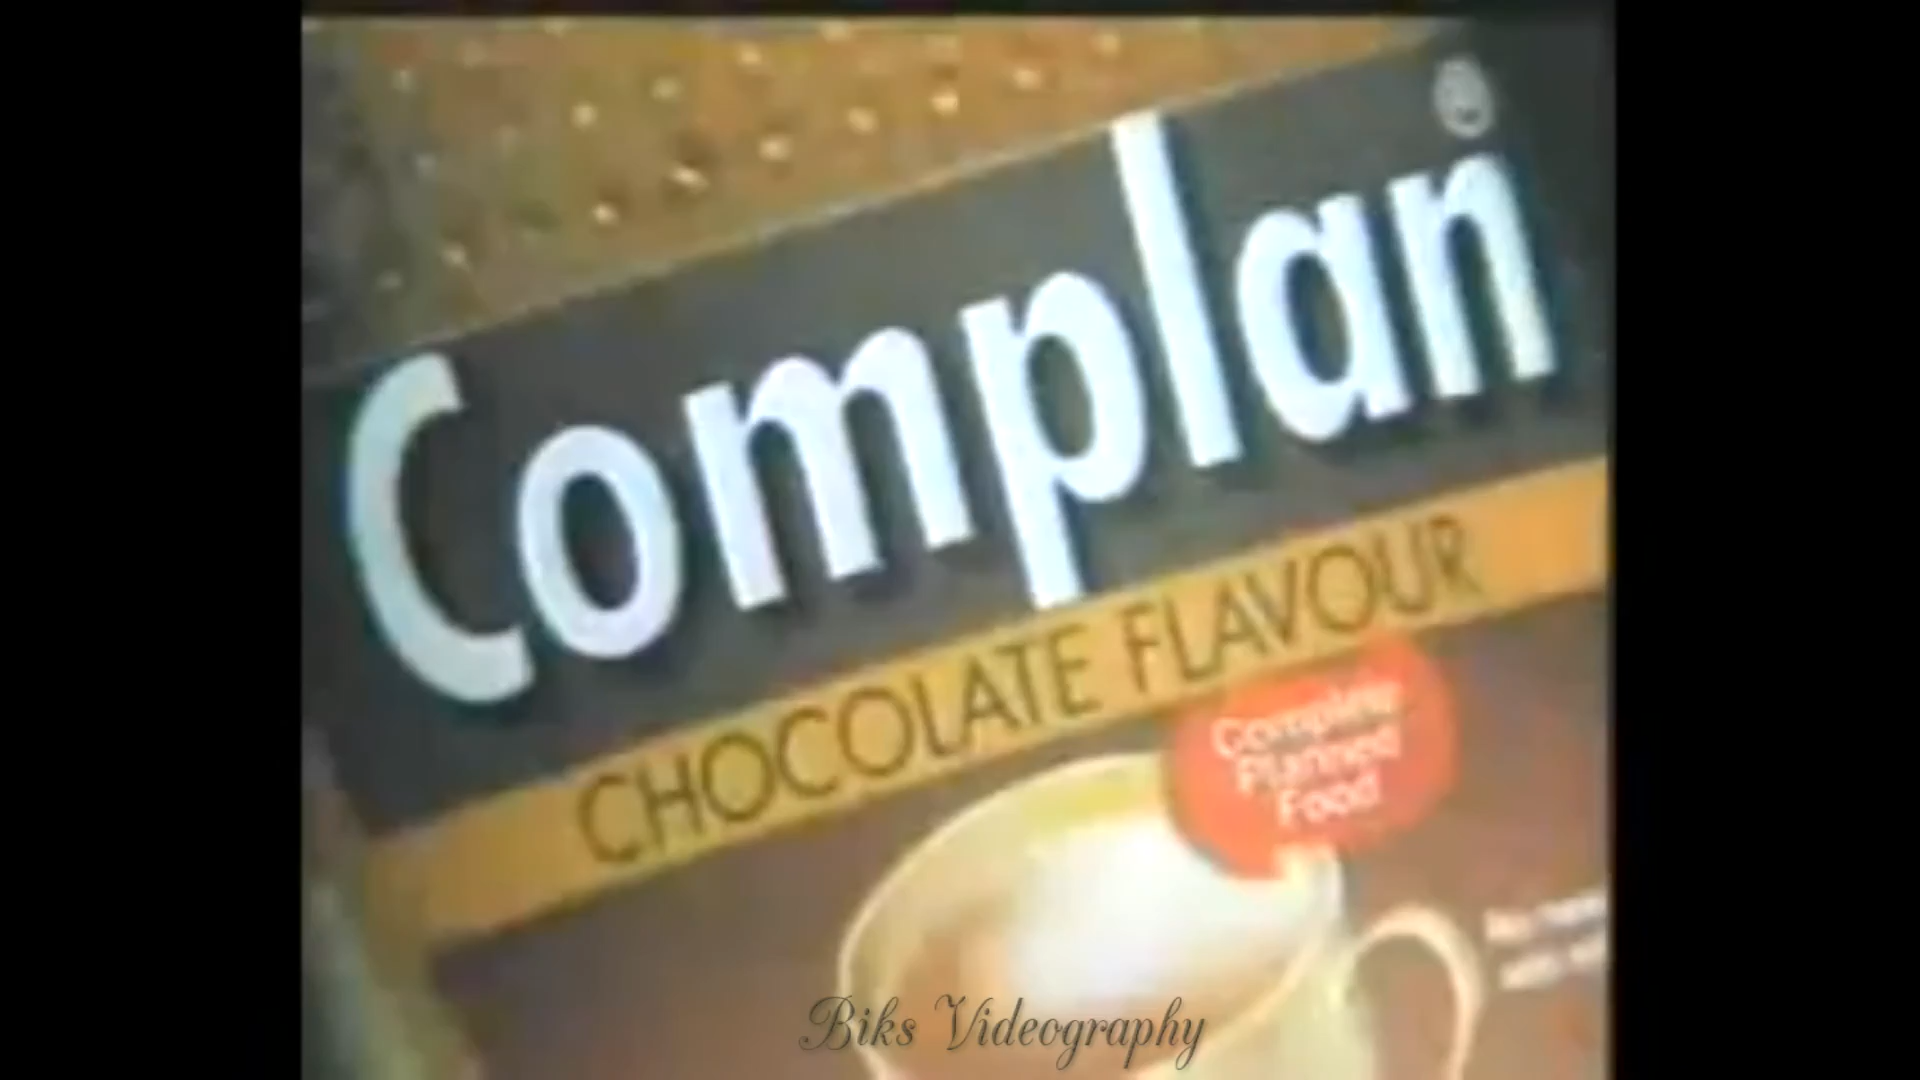 Complan
CHOCOLATE FLAVOUR
Complete
Planned
Food
Biks Videography